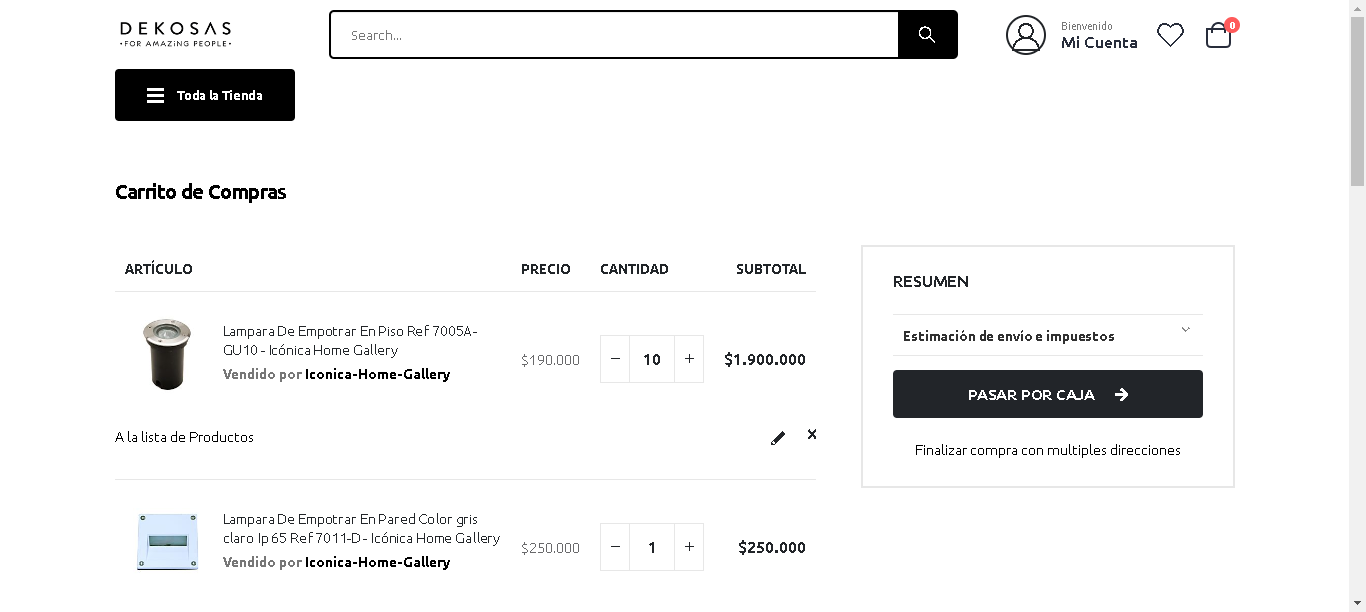 DEKOSAS
•FOR AMAZING PEOPLE•
Search...
Bienvenido
Mi Cuenta
0
Toda la Tienda
Carrito de Compras
ARTÍCULO PRECIO CANTIDAD SUBTOTAL
Lampara De Empotrar En Piso Ref 7005A-
GU10 - Icónica Home Gallery
Vendido por Iconica-Home-Gallery
$190.000 − 10 + $1.900.000
A la lista de Productos
Lampara De Empotrar En Pared Color gris
claro Ip 65 Ref 7011-D - Icónica Home Gallery
Vendido por Iconica-Home-Gallery
$250.000 − 1 + $250.000
RESUMEN
Estimación de envío e impuestos
PASAR POR CAJA
Finalizar compra con multiples direcciones